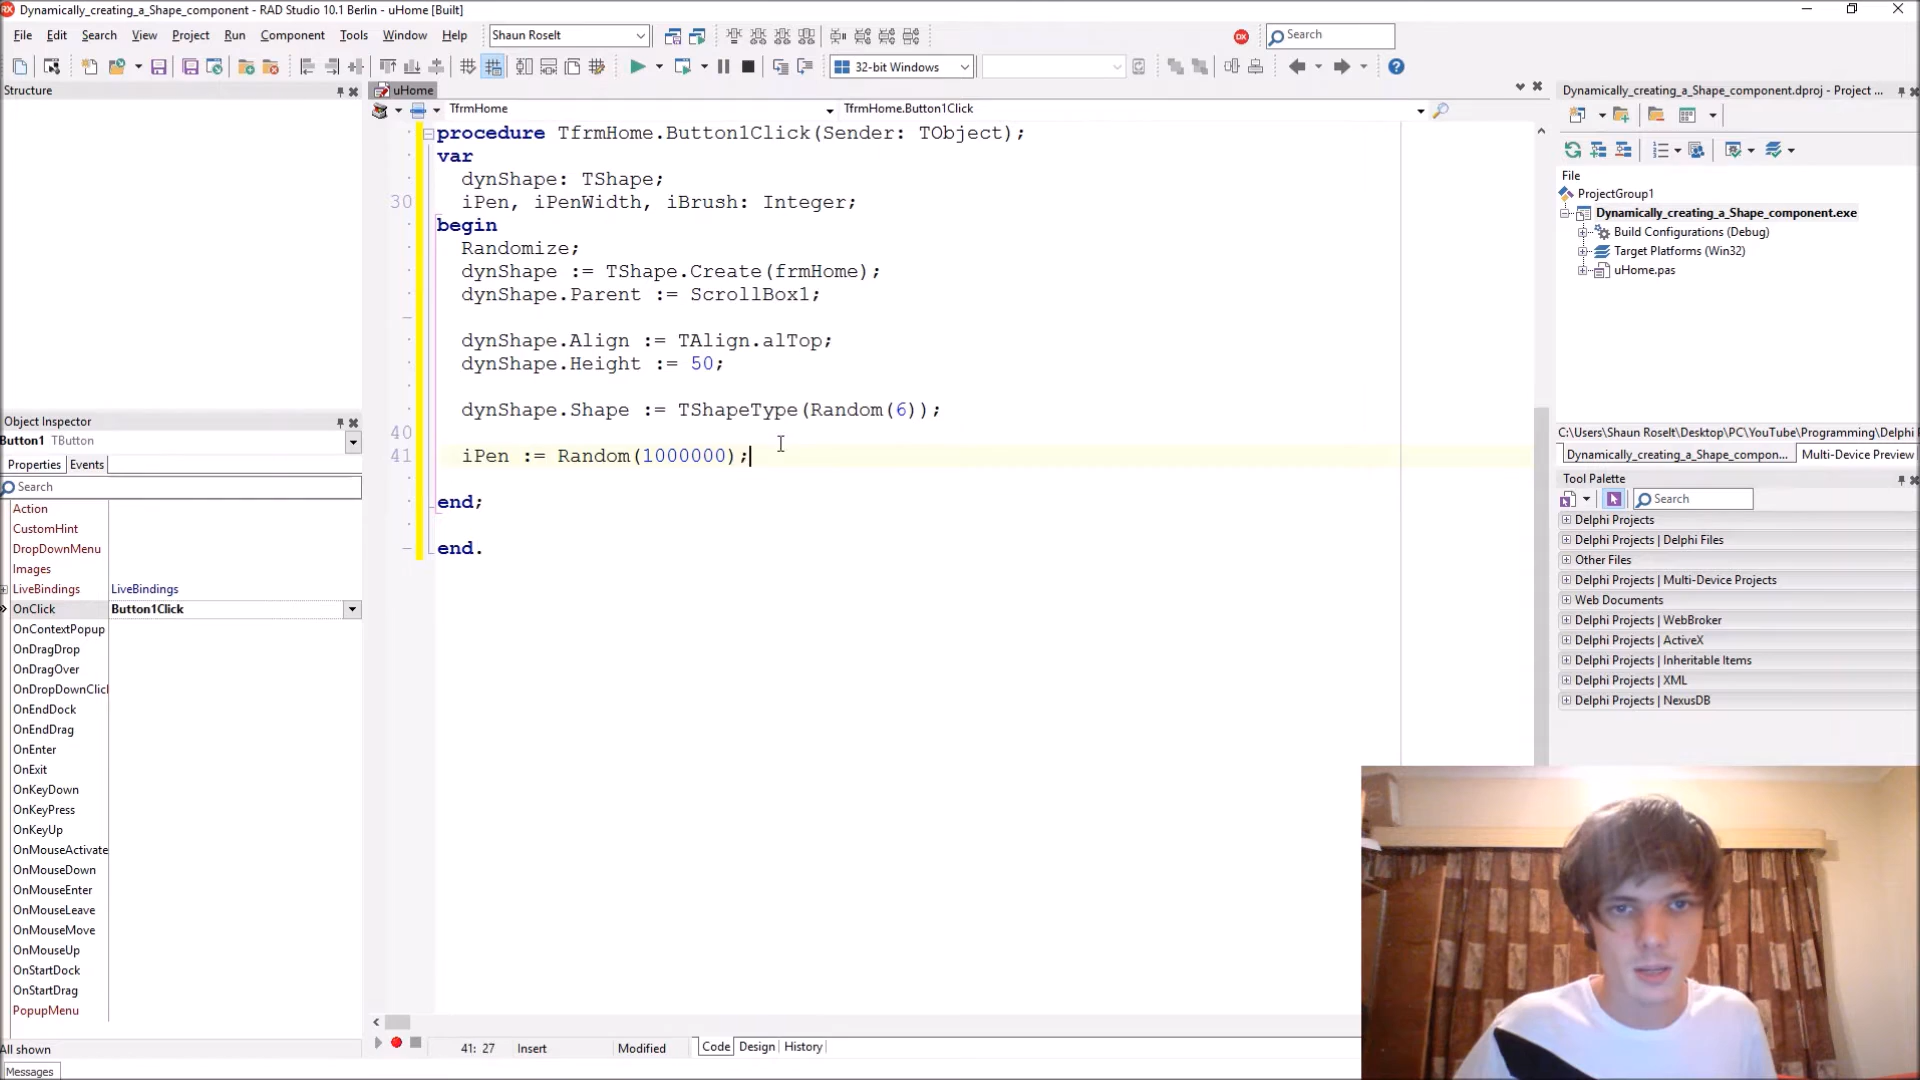 Dynamically_creating_a_Shape_component - RAD Studio 10.1 Berlin - uHome [Built]
File Edit Search View Project Run Component Tools Window Help Shaun Roselt Search
32-bit Windows
Structure
uHome
Dynamically_creating_a_Shape_component.dproj - Project ...
TfrmHome TfrmHome.Button1Click
procedure TfrmHome.Button1Click(Sender: TObject);
var
dynShape: TShape;
30 iPen, iPenWidth, iBrush: Integer;
begin
Randomize;
dynShape := TShape.Create(frmHome);
dynShape.Parent := ScrollBox1;
dynShape.Align := TAlign.alTop;
dynShape.Height := 50;
dynShape.Shape := TShapeType(Random(6));
40
41 iPen := Random(1000000);
end;
end.
File
ProjectGroup1
Dynamically_creating_a_Shape_component.exe
Build Configurations (Debug)
Target Platforms (Win32)
uHome.pas
C:\Users\Shaun Roselt\Desktop\PC\YouTube\Programming\Delphi
Dynamically_creating_a_Shape_compon... Multi-Device Preview
Tool Palette
Search
Delphi Projects
Delphi Projects | Delphi Files
Other Files
Delphi Projects | Multi-Device Projects
Web Documents
Delphi Projects | WebBroker
Delphi Projects | ActiveX
Delphi Projects | Inheritable Items
Delphi Projects | XML
Delphi Projects | NexusDB
Object Inspector
Button1 TButton
Properties Events
Search
Action
CustomHint
DropDownMenu
Images
LiveBindings LiveBindings
OnClick Button1Click
OnContextPopup
OnDragDrop
OnDragOver
OnDropDownClic
OnEndDock
OnEndDrag
OnEnter
OnExit
OnKeyDown
OnKeyPress
OnKeyUp
OnMouseActivate
OnMouseDown
OnMouseEnter
OnMouseLeave
OnMouseMove
OnMouseUp
OnStartDock
OnStartDrag
PopupMenu
All shown
41: 27 Insert Modified Code Design History
Messages